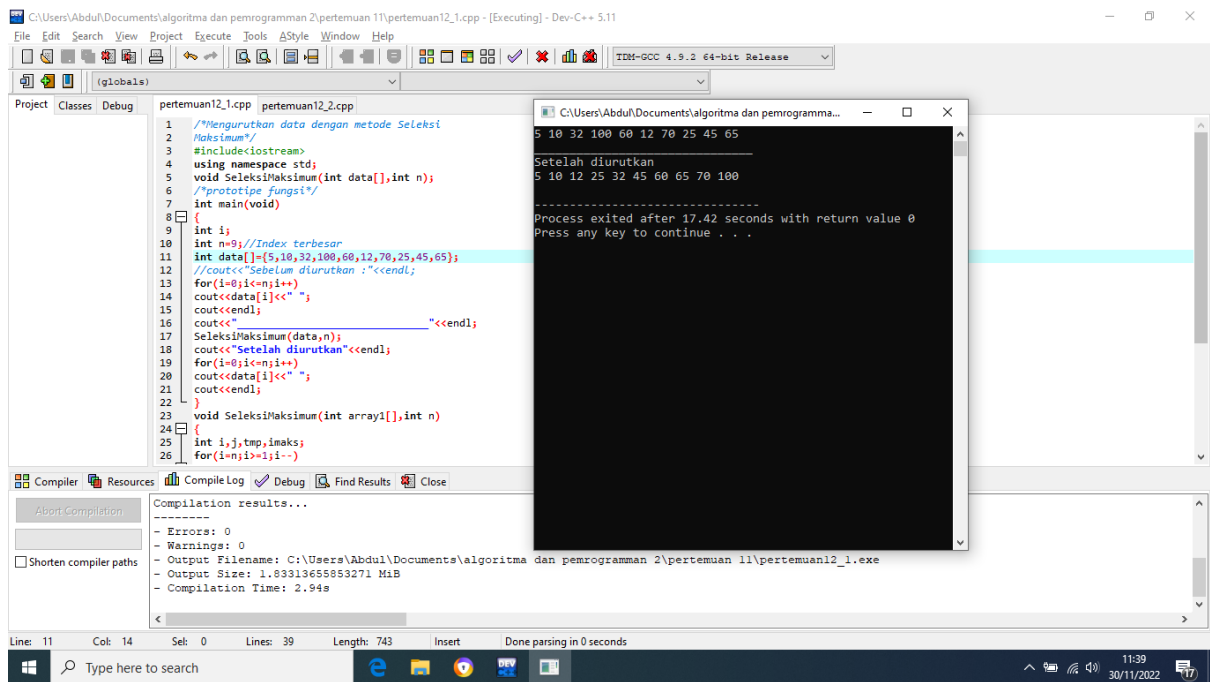 C:\Users\Abdul\Documents\algoritma dan pemrogramman 2\pertemuan 11\pertemuan12_1.cpp - [Executing] - Dev-C++ 5.11
File Edit Search View Project Execute Tools AStyle Window Help
TDM-GCC 4.9.2 64-bit Release
(globals)
Project Classes Debug
pertemuan12_1.cpp pertemuan12_2.cpp
1 /*Mengurutkan data dengan metode Seleksi
2 Maksimum*/
3 #include<iostream>
4 using namespace std;
5 void SeleksiMaksimum(int data[],int n);
6 /*prototipe fungsi*/
7 int main(void)
8 {
9 int i;
10 int n=9;//Index terbesar
11 int data[]={5,10,32,100,60,12,70,25,45,65};
12 //cout<<"Sebelum diurutkan :"<<endl;
13 for(i=0;i<=n;i++)
14 cout<<data[i]<<" ";
15 cout<<endl;
16 cout<<"___________________________"<<endl;
17 SeleksiMaksimum(data,n);
18 cout<<"Setelah diurutkan"<<endl;
19 for(i=0;i<=n;i++)
20 cout<<data[i]<<" ";
21 cout<<endl;
22 }
23 void SeleksiMaksimum(int array1[],int n)
24 {
25 int i,j,tmp,imaks;
26 for(i=n;i>=1;i--)
C:\Users\Abdul\Documents\algoritma dan pemrogramma...
5 10 32 100 60 12 70 25 45 65
_______________________________
Setelah diurutkan
5 10 12 25 32 45 60 65 70 100
--------------------------------
Process exited after 17.42 seconds with return value 0
Press any key to continue . . .
Compiler Resources Compile Log Debug Find Results Close
Abort Compilation
Shorten compiler paths
Compilation results...
--------
- Errors: 0
- Warnings: 0
- Output Filename: C:\Users\Abdul\Documents\algoritma dan pemrogramman 2\pertemuan 11\pertemuan12_1.exe
- Output Size: 1.83313655853271 MiB
- Compilation Time: 2.94s
Line: 11 Col: 14 Sel: 0 Lines: 39 Length: 743 Insert Done parsing in 0 seconds
Type here to search
DEV
11:39
30/11/2022
17